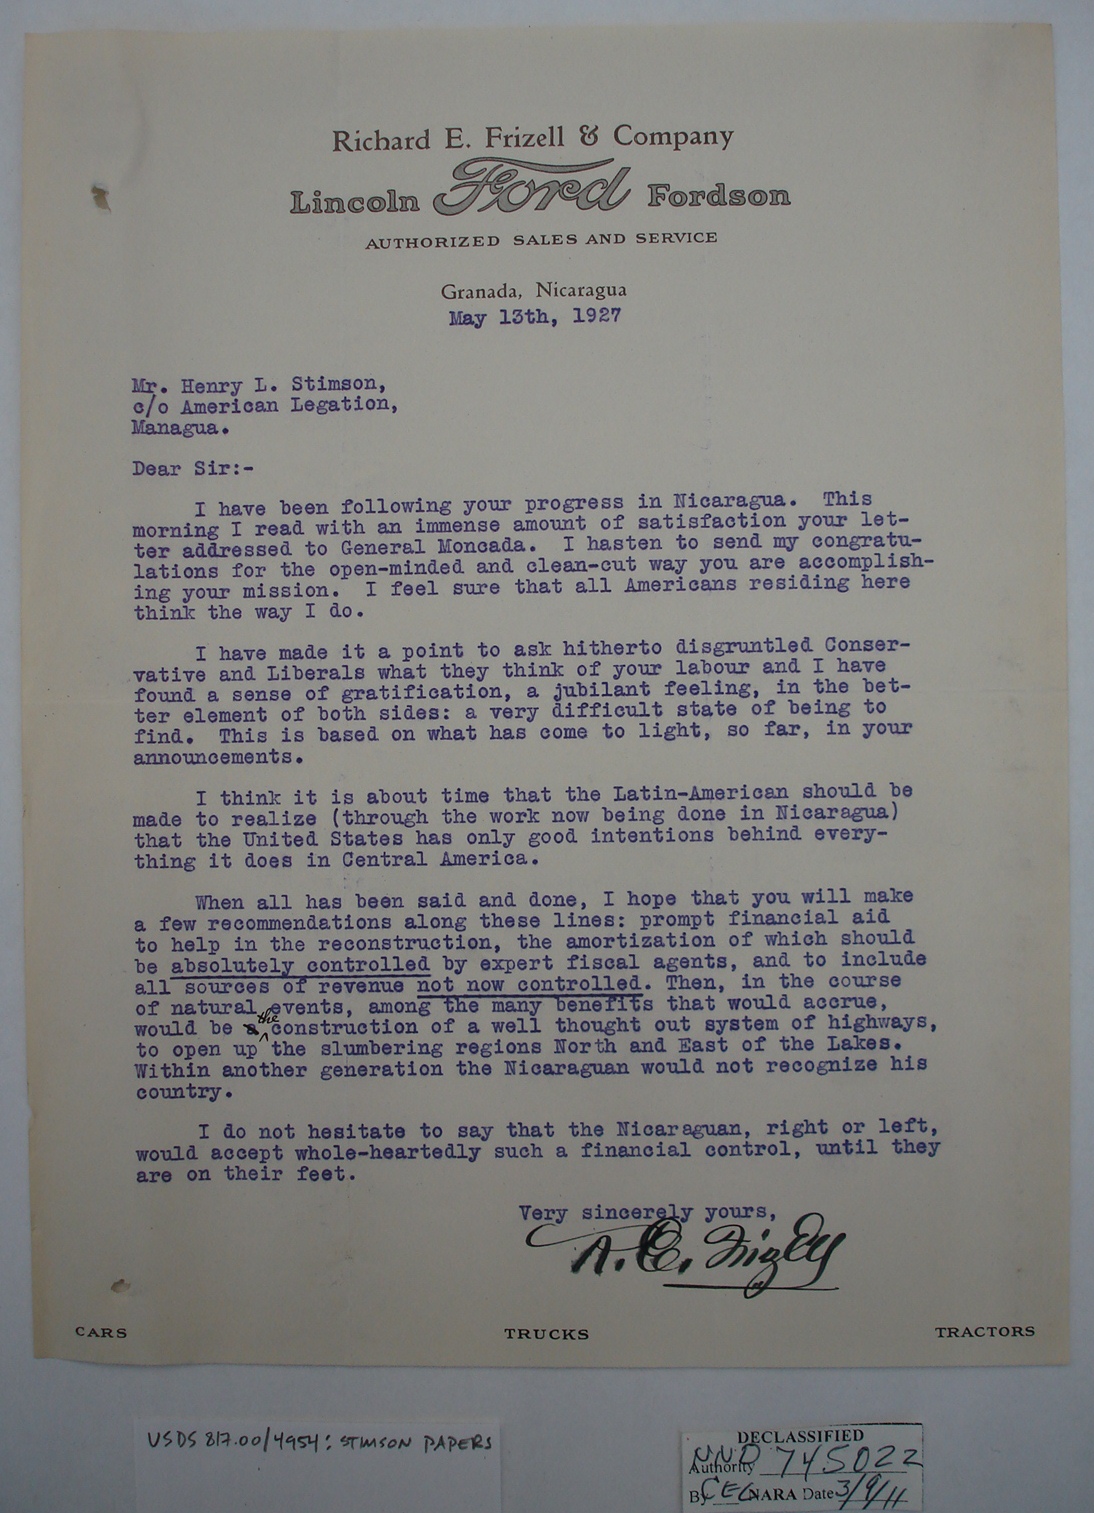 Richard E. Frizell & Company
Lincoln Ford Fordson
AUTHORIZED SALES AND SERVICE
Granada, Nicaragua
May 13th, 1927
Mr. Henry L. Stimson,
c/o American Legation,
Managua.
Dear Sir:-
I have been following your progress in Nicaragua. This
morning I read with an immense amount of satisfaction your let-
ter addressed to General Moncada. I hasten to send my congratu-
lations for the open-minded and clean-cut way you are accomplish-
ing your mission. I feel sure that all Americans residing here
think the way I do.
I have made it a point to ask hitherto disgruntled Conser-
vative and Liberals what they think of your labour and I have
found a sense of gratification, a jubilant feeling, in the bet-
ter element of both sides: a very difficult state of being to
find. This is based on what has come to light, so far, in your
announcements.
I think it is about time that the Latin-American should be
made to realize (through the work now being done in Nicaragua)
that the United States has only good intentions behind every-
thing it does in Central America.
When all has been said and done, I hope that you will make
a few recommendations along these lines: prompt financial aid
to help in the reconstruction, the amortization of which should
be absolutely controlled by expert fiscal agents, and to include
all sources of revenue not now controlled. Then, in the course
of natural events, among the many benefits that would accrue,
would be the construction of a well thought out system of highways,
to open up the slumbering regions North and East of the Lakes.
Within another generation the Nicaraguan would not recognize his
country.
I do not hesitate to say that the Nicaraguan, right or left,
would accept whole-heartedly such a financial control, until they
are on their feet.
Very sincerely yours,
CARS TRUCKS TRACTORS
USDS 817.00/4954: STIMSON PAPERS
DECLASSIFIED
Authority NND 745022
By CEG NARA Date 3/9/11